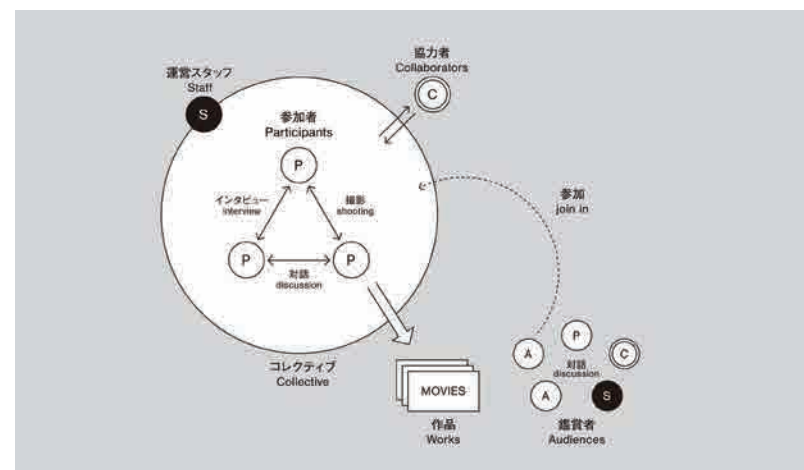 運営スタッフ
Staff
S
協力者
Collaborators
C
参加者
Participants
P
インタビュー
interview
撮影
shooting
P
P
対話
discussion
参加
join in
コレクティブ
Collective
MOVIES
作品
Works
P
A
C
対話
discussion
A
S
鑑賞者
Audiences